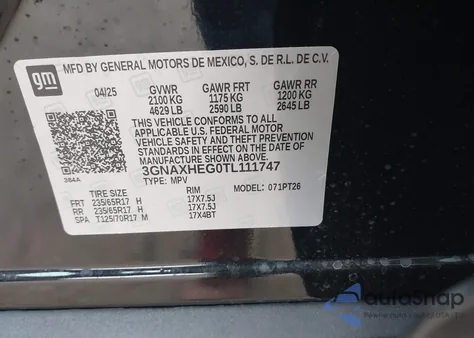 gm
MFD BY GENERAL MOTORS DE MEXICO, S. DE R.L. DE C.V.
04/25 GVWR GAWR FRT GAWR RR
2100 KG 1175 KG 1200 KG
4629 LB 2590 LB 2645 LB
THIS VEHICLE CONFORMS TO ALL
APPLICABLE U.S. FEDERAL MOTOR
VEHICLE SAFETY AND THEFT
PREVENTION STANDARDS IN EFFECT
ON THE DATE OF MANUFACTURE
SHOWN ABOVE.
3GNAXHEG0TL111747
TYPE: MPV 071PT26
TIRE SIZE RIM
FRT 235/65R17 H 17X7.5J
RR 235/65R17 H 17X7.5J
SPA T125/70R17 M 17X4BT
AutoSnap